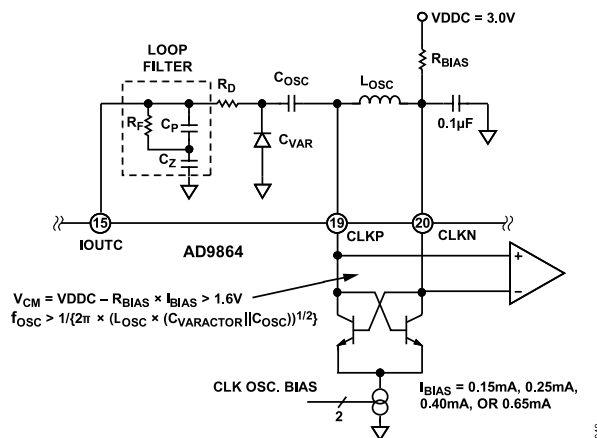 VDDC = 3.0V
LOOP
FILTER
RBIAS
RD
COSC
LOSC
RF
CP
CZ
CVAR
0.1µF
15
19
20
IOUTC
CLKP
CLKN
AD9864
+
–
VCM = VDDC – RBIAS × IBIAS > 1.6V
fOSC > 1/{2π × (LOSC × (CVARACTOR||COSC))1/2}
CLK OSC. BIAS
2
IBIAS = 0.15mA, 0.25mA,
0.40mA, OR 0.65mA